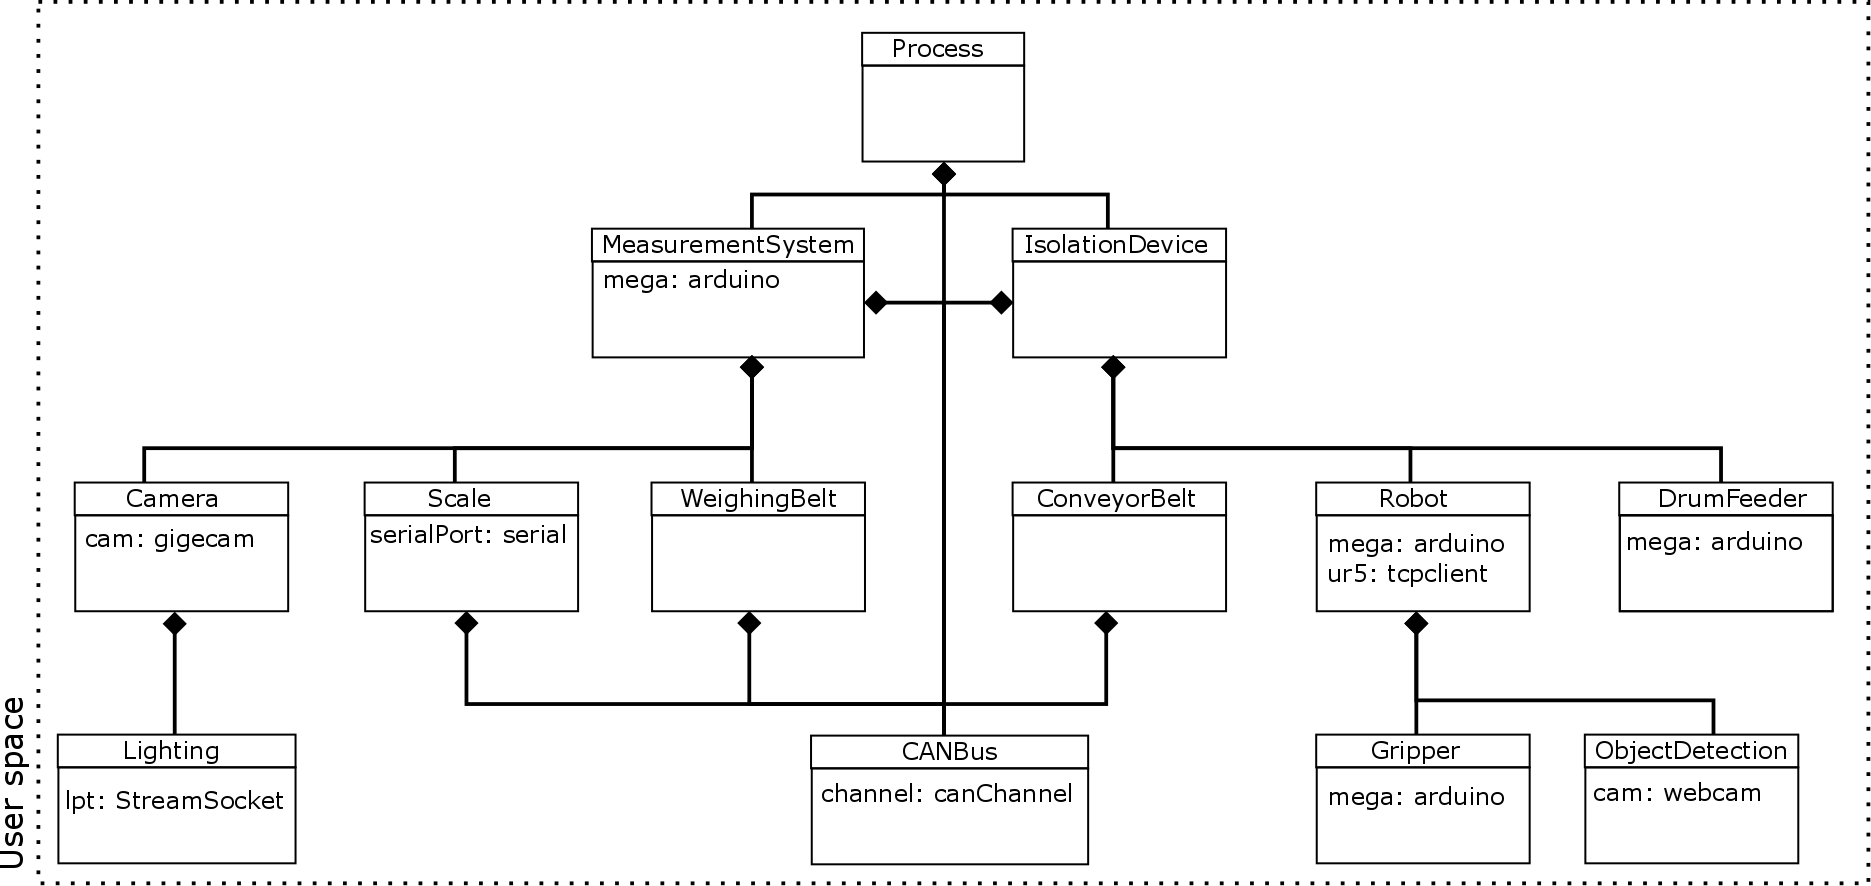 Process
MeasurementSystem
mega: arduino
IsolationDevice
Camera
cam: gigecam
Scale
serialPort: serial
WeighingBelt
ConveyorBelt
Robot
mega: arduino
ur5: tcpclient
DrumFeeder
mega: arduino
Lighting
lpt: StreamSocket
CANBus
channel: canChannel
Gripper
mega: arduino
ObjectDetection
cam: webcam
User space